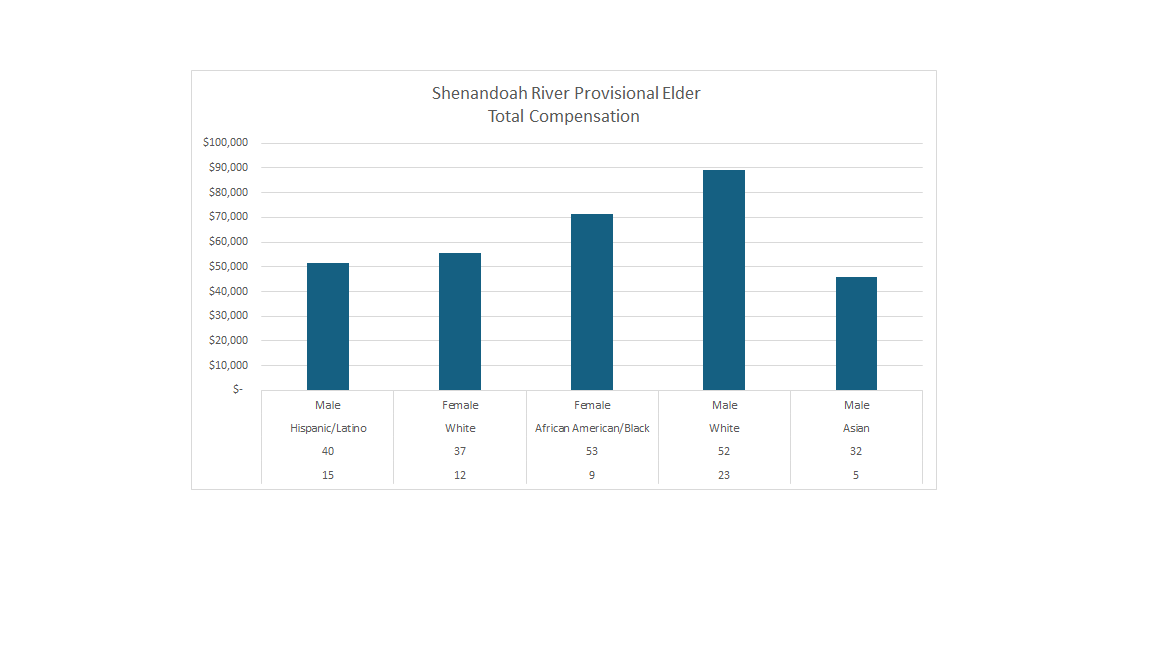 Shenandoah River Provisional Elder
Total Compensation
$100,000
$90,000
$80,000
$70,000
$60,000
$50,000
$40,000
$30,000
$20,000
$10,000
$-
Male Female Female Male Male
Hispanic/Latino White African American/Black White Asian
40 37 53 52 32
15 12 9 23 5